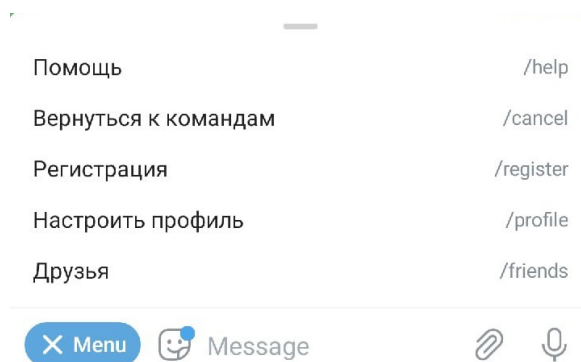 Помощь /help
Вернуться к командам /cancel
Регистрация /register
Настроить профиль /profile
Друзья /friends
Menu Message